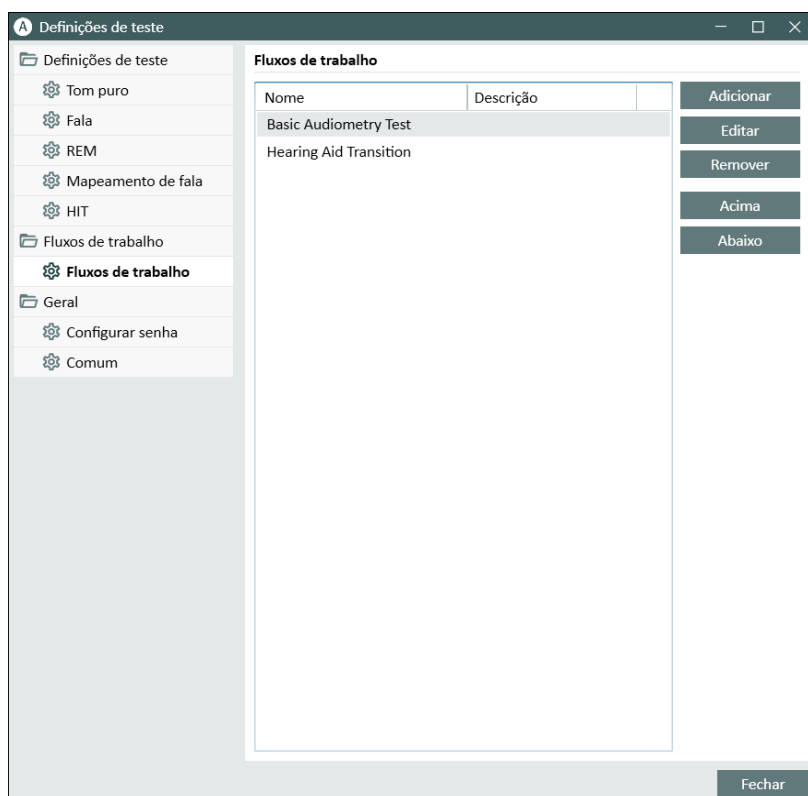 A Definições de teste
Definições de teste
Tom puro
Fala
REM
Mapeamento de fala
HIT
Fluxos de trabalho
Fluxos de trabalho
Geral
Configurar senha
Comum
Fluxos de trabalho
Nome Descrição
Basic Audiometry Test
Hearing Aid Transition
Adicionar
Editar
Remover
Acima
Abaixo
Fechar